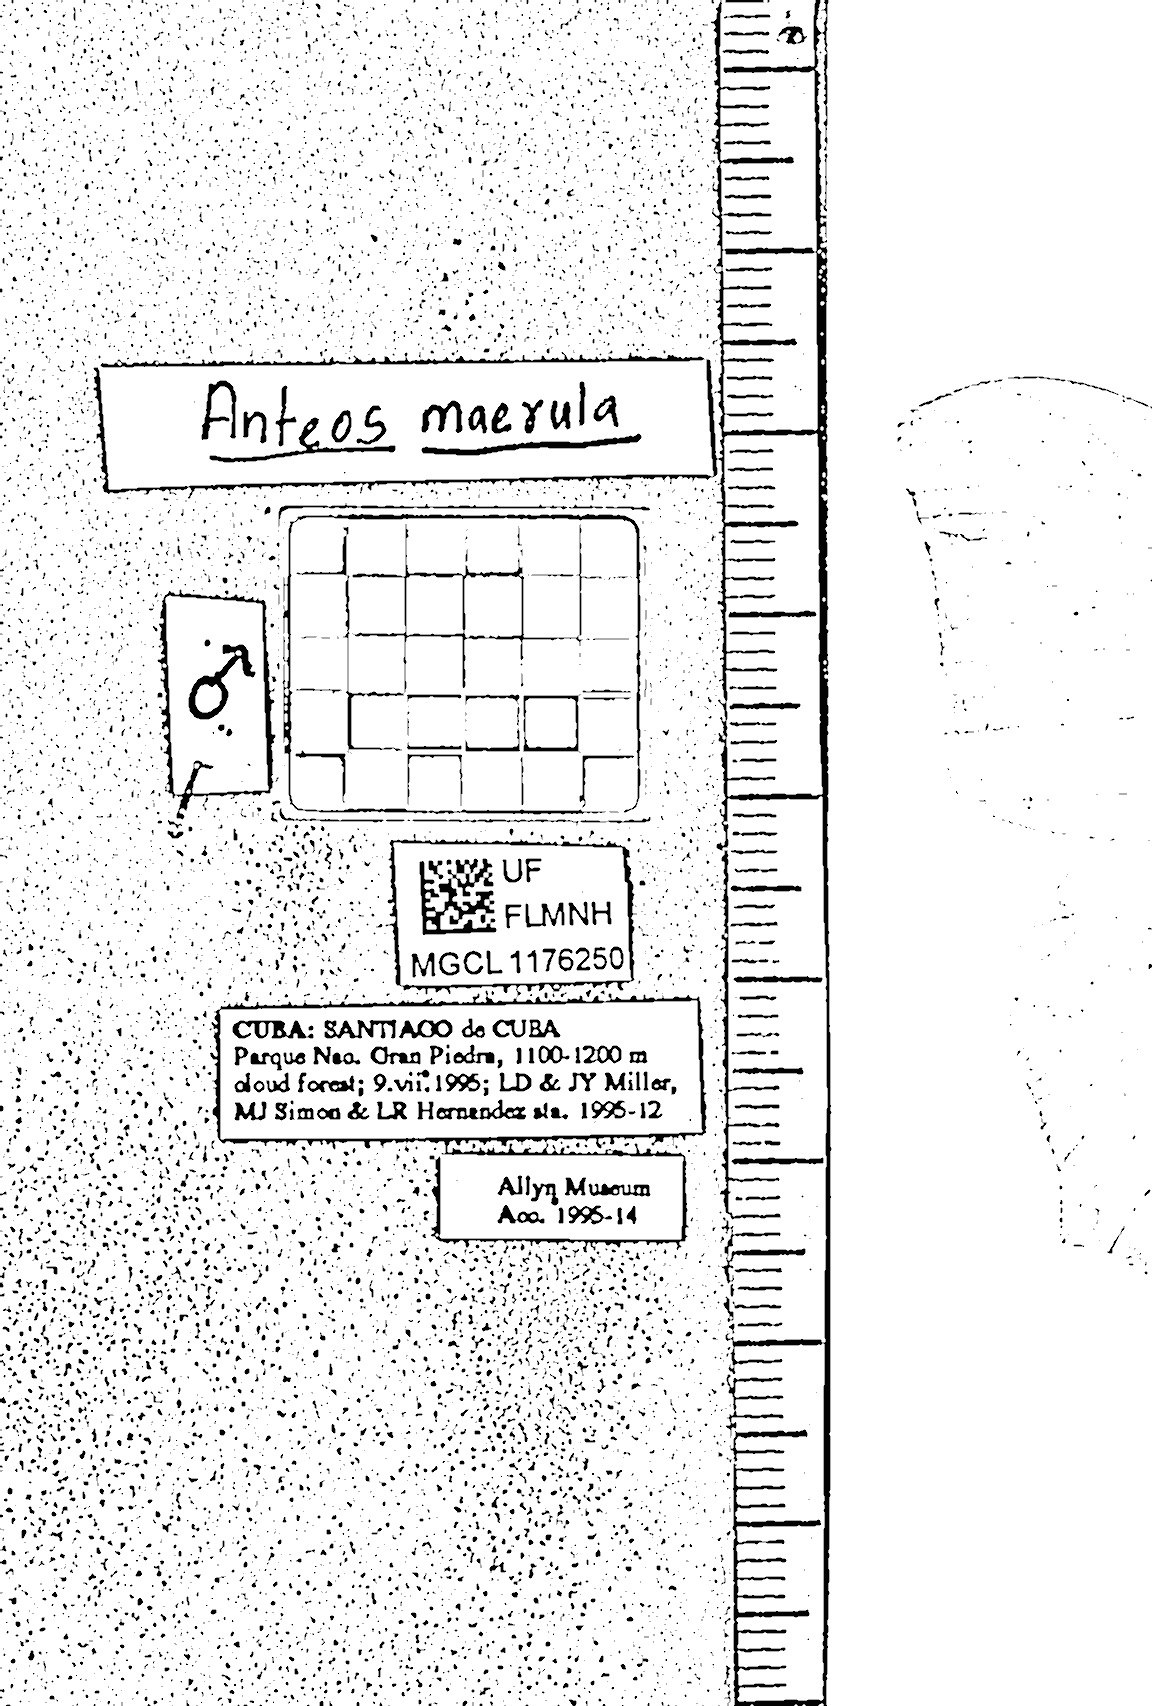 Anteos maerula
♂
UF
FLMNH
MGCL 1176250
CUBA: SANTIAGO de CUBA
Parque Nac. Gran Piedra, 1100-1200 m
cloud forest; 9.vii.1995; LD & JY Miller,
MJ Simon & LR Hernandez sta. 1995-12
Allyn Museum
Acc. 1995-14